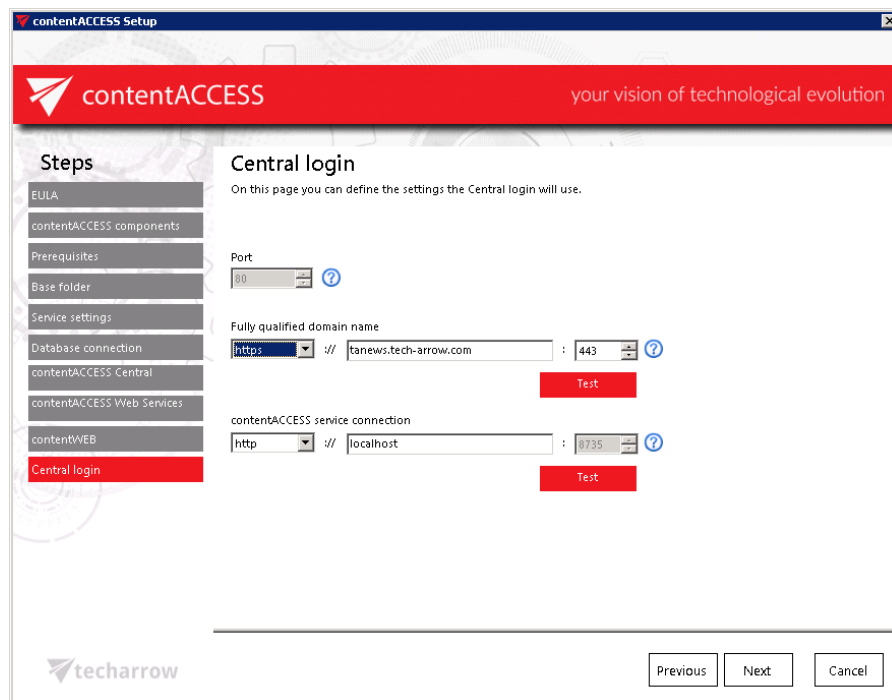 contentACCESS Setup
contentACCESS
your vision of technological evolution
Steps
EULA
contentACCESS components
Prerequisites
Base folder
Service settings
Database connection
contentACCESS Central
contentACCESS Web Services
contentWEB
Central login
Central login
On this page you can define the settings the Central login will use.
Port
80
Fully qualified domain name
https :// tanews.tech-arrow.com : 443
Test
contentACCESS service connection
http :// localhost : 8735
Test
techarrow
Previous Next Cancel